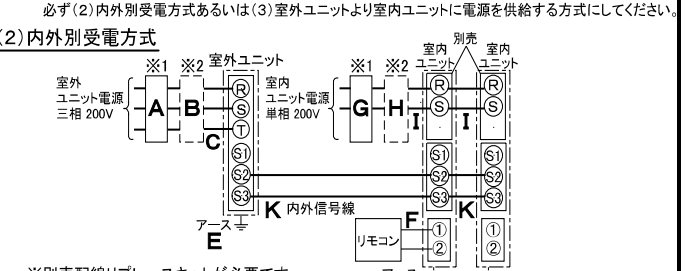 必ず(2)内外別受電方式あるいは(3)室外ユニットより室内ユニットに電源を供給する方式にしてください。
(2)内外別受電方式
※1 ※2 室外ユニット
室外
ユニット電源
三相 200V
A B C
R
S
T
S1
S2
S3
アース
E
※1 ※2
室内
ユニット電源
単相 200V
G H I I
別売
室内
ユニット
室内
ユニット
R
S
S1
S2
S3
R
S
S1
S2
S3
K 内外信号線
K
F
リモコン
①
②
①
②